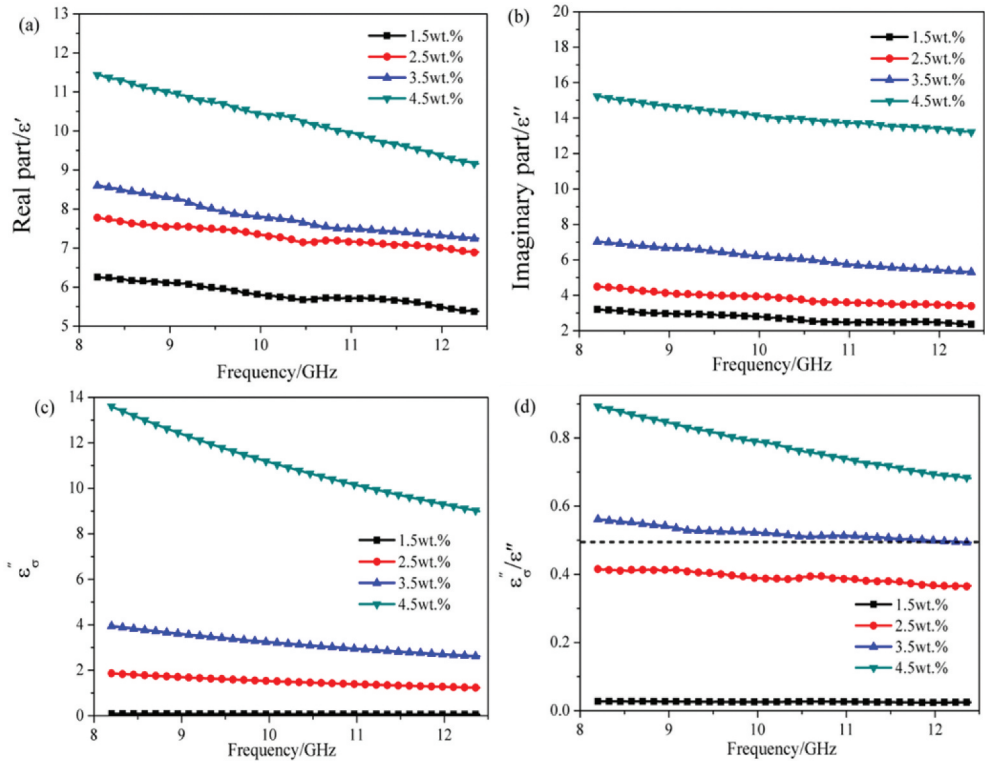 (a)
13
12
11
10
9
8
7
6
5
Real part/ε′
1.5wt.%
2.5wt.%
3.5wt.%
4.5wt.%
8 9 10 11 12
Frequency/GHz
(b)
20
18
16
14
12
10
8
6
4
2
Imaginary part/ε″
1.5wt.%
2.5wt.%
3.5wt.%
4.5wt.%
8 9 10 11 12
Frequency/GHz
(c)
14
12
10
8
6
4
2
0
ε″σ
1.5wt.%
2.5wt.%
3.5wt.%
4.5wt.%
8 9 10 11 12
Frequency/GHz
(d)
0.8
0.6
0.4
0.2
0.0
ε″σ/ε″
1.5wt.%
2.5wt.%
3.5wt.%
4.5wt.%
8 9 10 11 12
Frequency/GHz